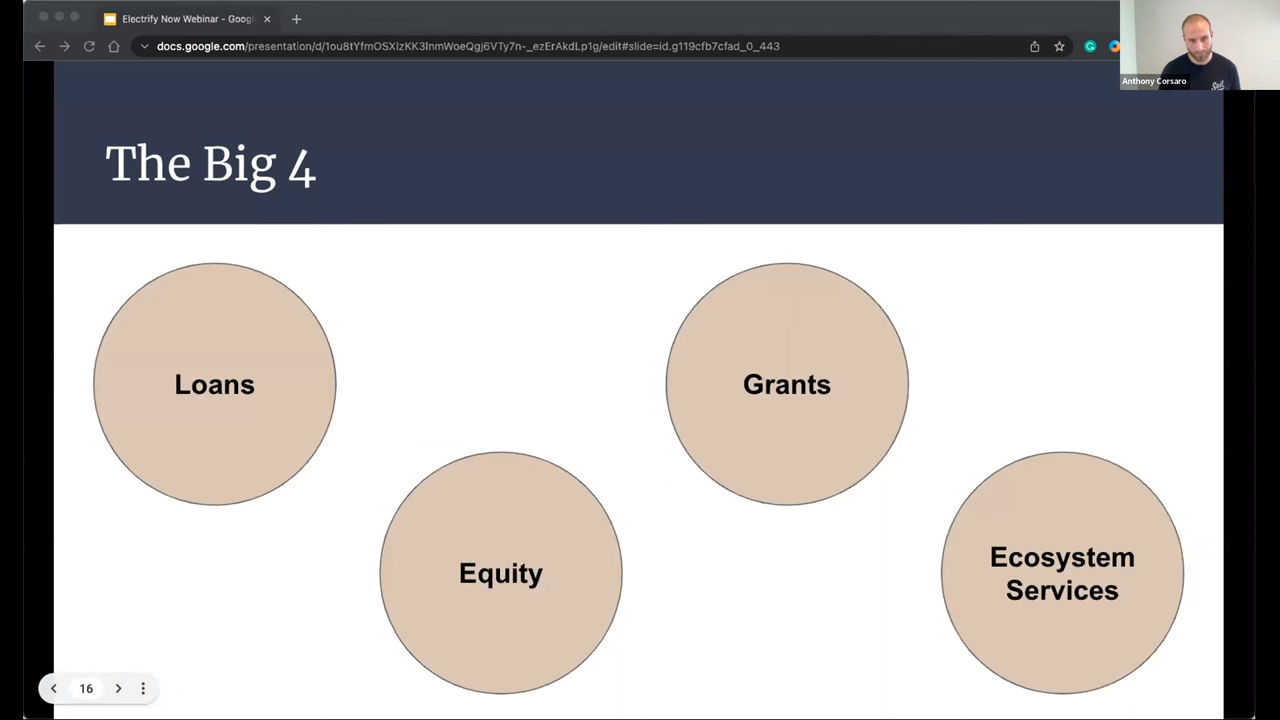 Electrify Now Webinar - Goog
docs.google.com/presentation/d/1ou8tYfmOSXIzKK3InmWoeQgj6VTy7n-_ezErAkdLp1g/edit#slide=id.g119cfb7cfad_0_443
Anthony Corsaro
The Big 4
Loans
Grants
Equity
Ecosystem
Services
16